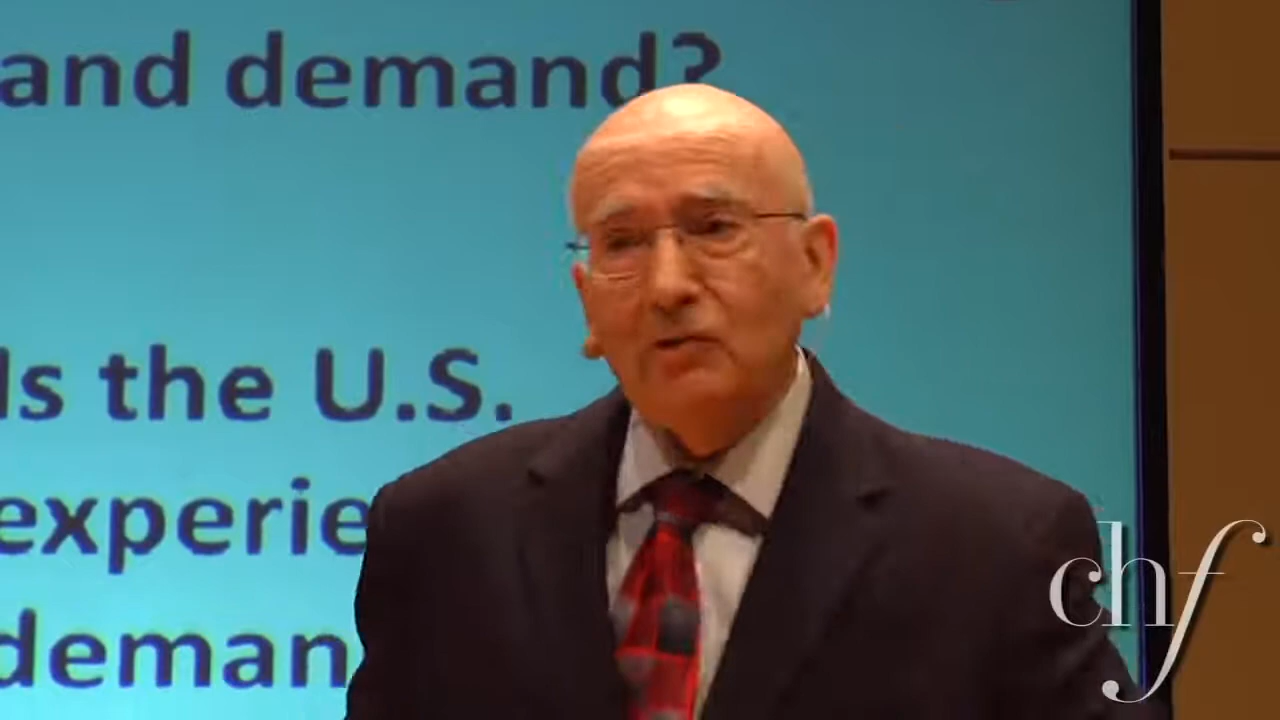 and demand?
Is the U.S.
experie
deman
chf